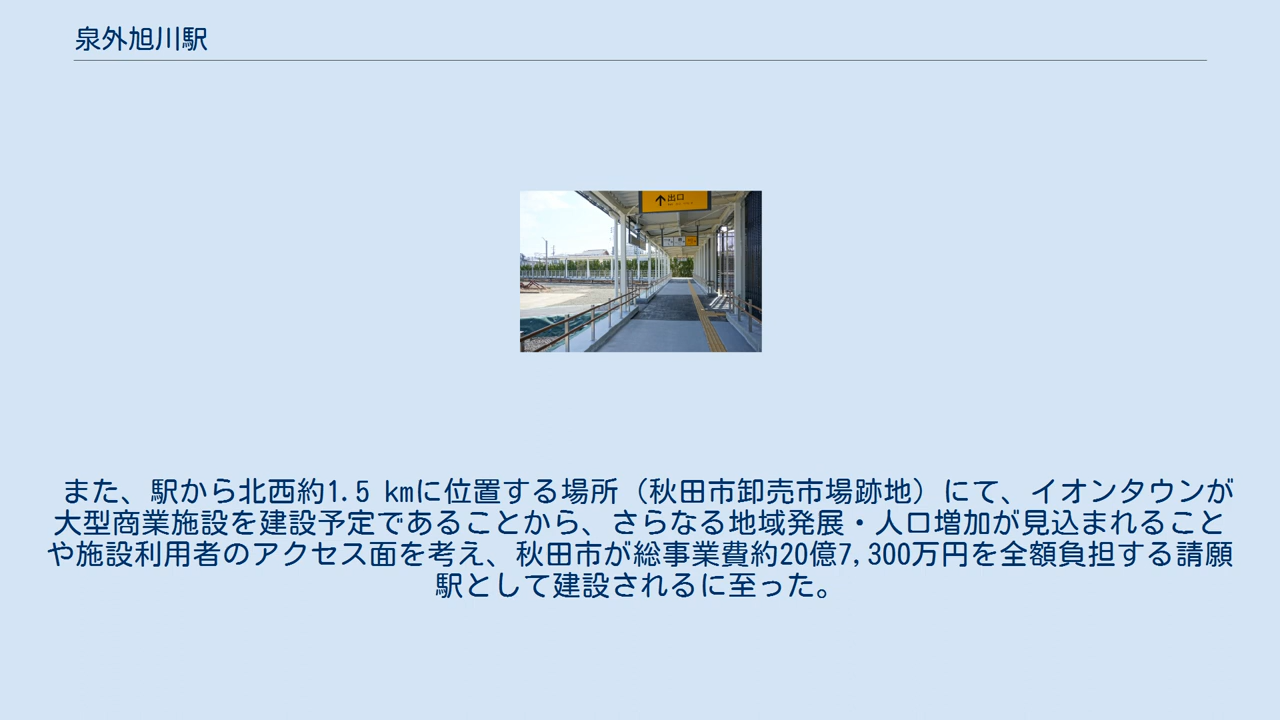 泉外旭川駅
出口
また、駅から北西約1.5 kmに位置する場所（秋田市卸売市場跡地）にて、イオンタウンが
大型商業施設を建設予定であることから、さらなる地域発展・人口増加が見込まれること
や施設利用者のアクセス面を考え、秋田市が総事業費約20億7,300万円を全額負担する請願
駅として建設されるに至った。